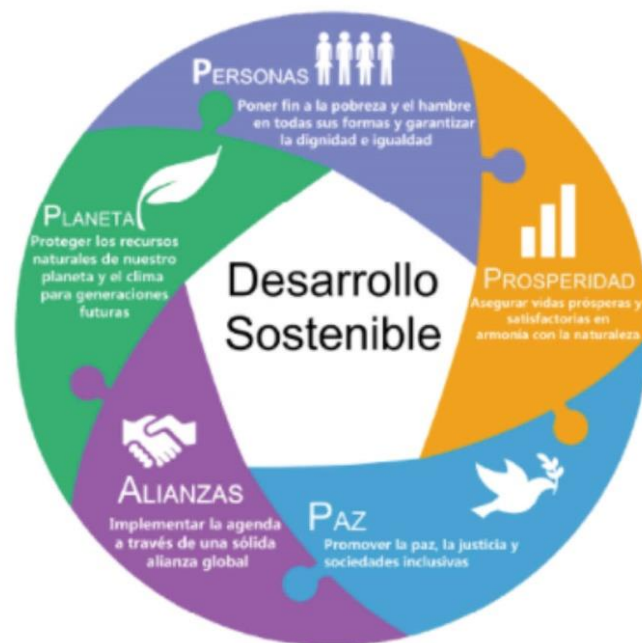 PERSONAS
Poner fin a la pobreza y el hambre
en todas sus formas y garantizar
la dignidad e igualdad
PLANETA
Proteger los recursos
naturales de nuestro
planeta y el clima
para generaciones
futuras
PROSPERIDAD
Asegurar vidas prósperas y
satisfactorias en
armonía con la naturaleza
Desarrollo
Sostenible
ALIANZAS
Implementar la agenda
a través de una sólida
alianza global
PAZ
Promover la paz, la justicia y
sociedades inclusivas